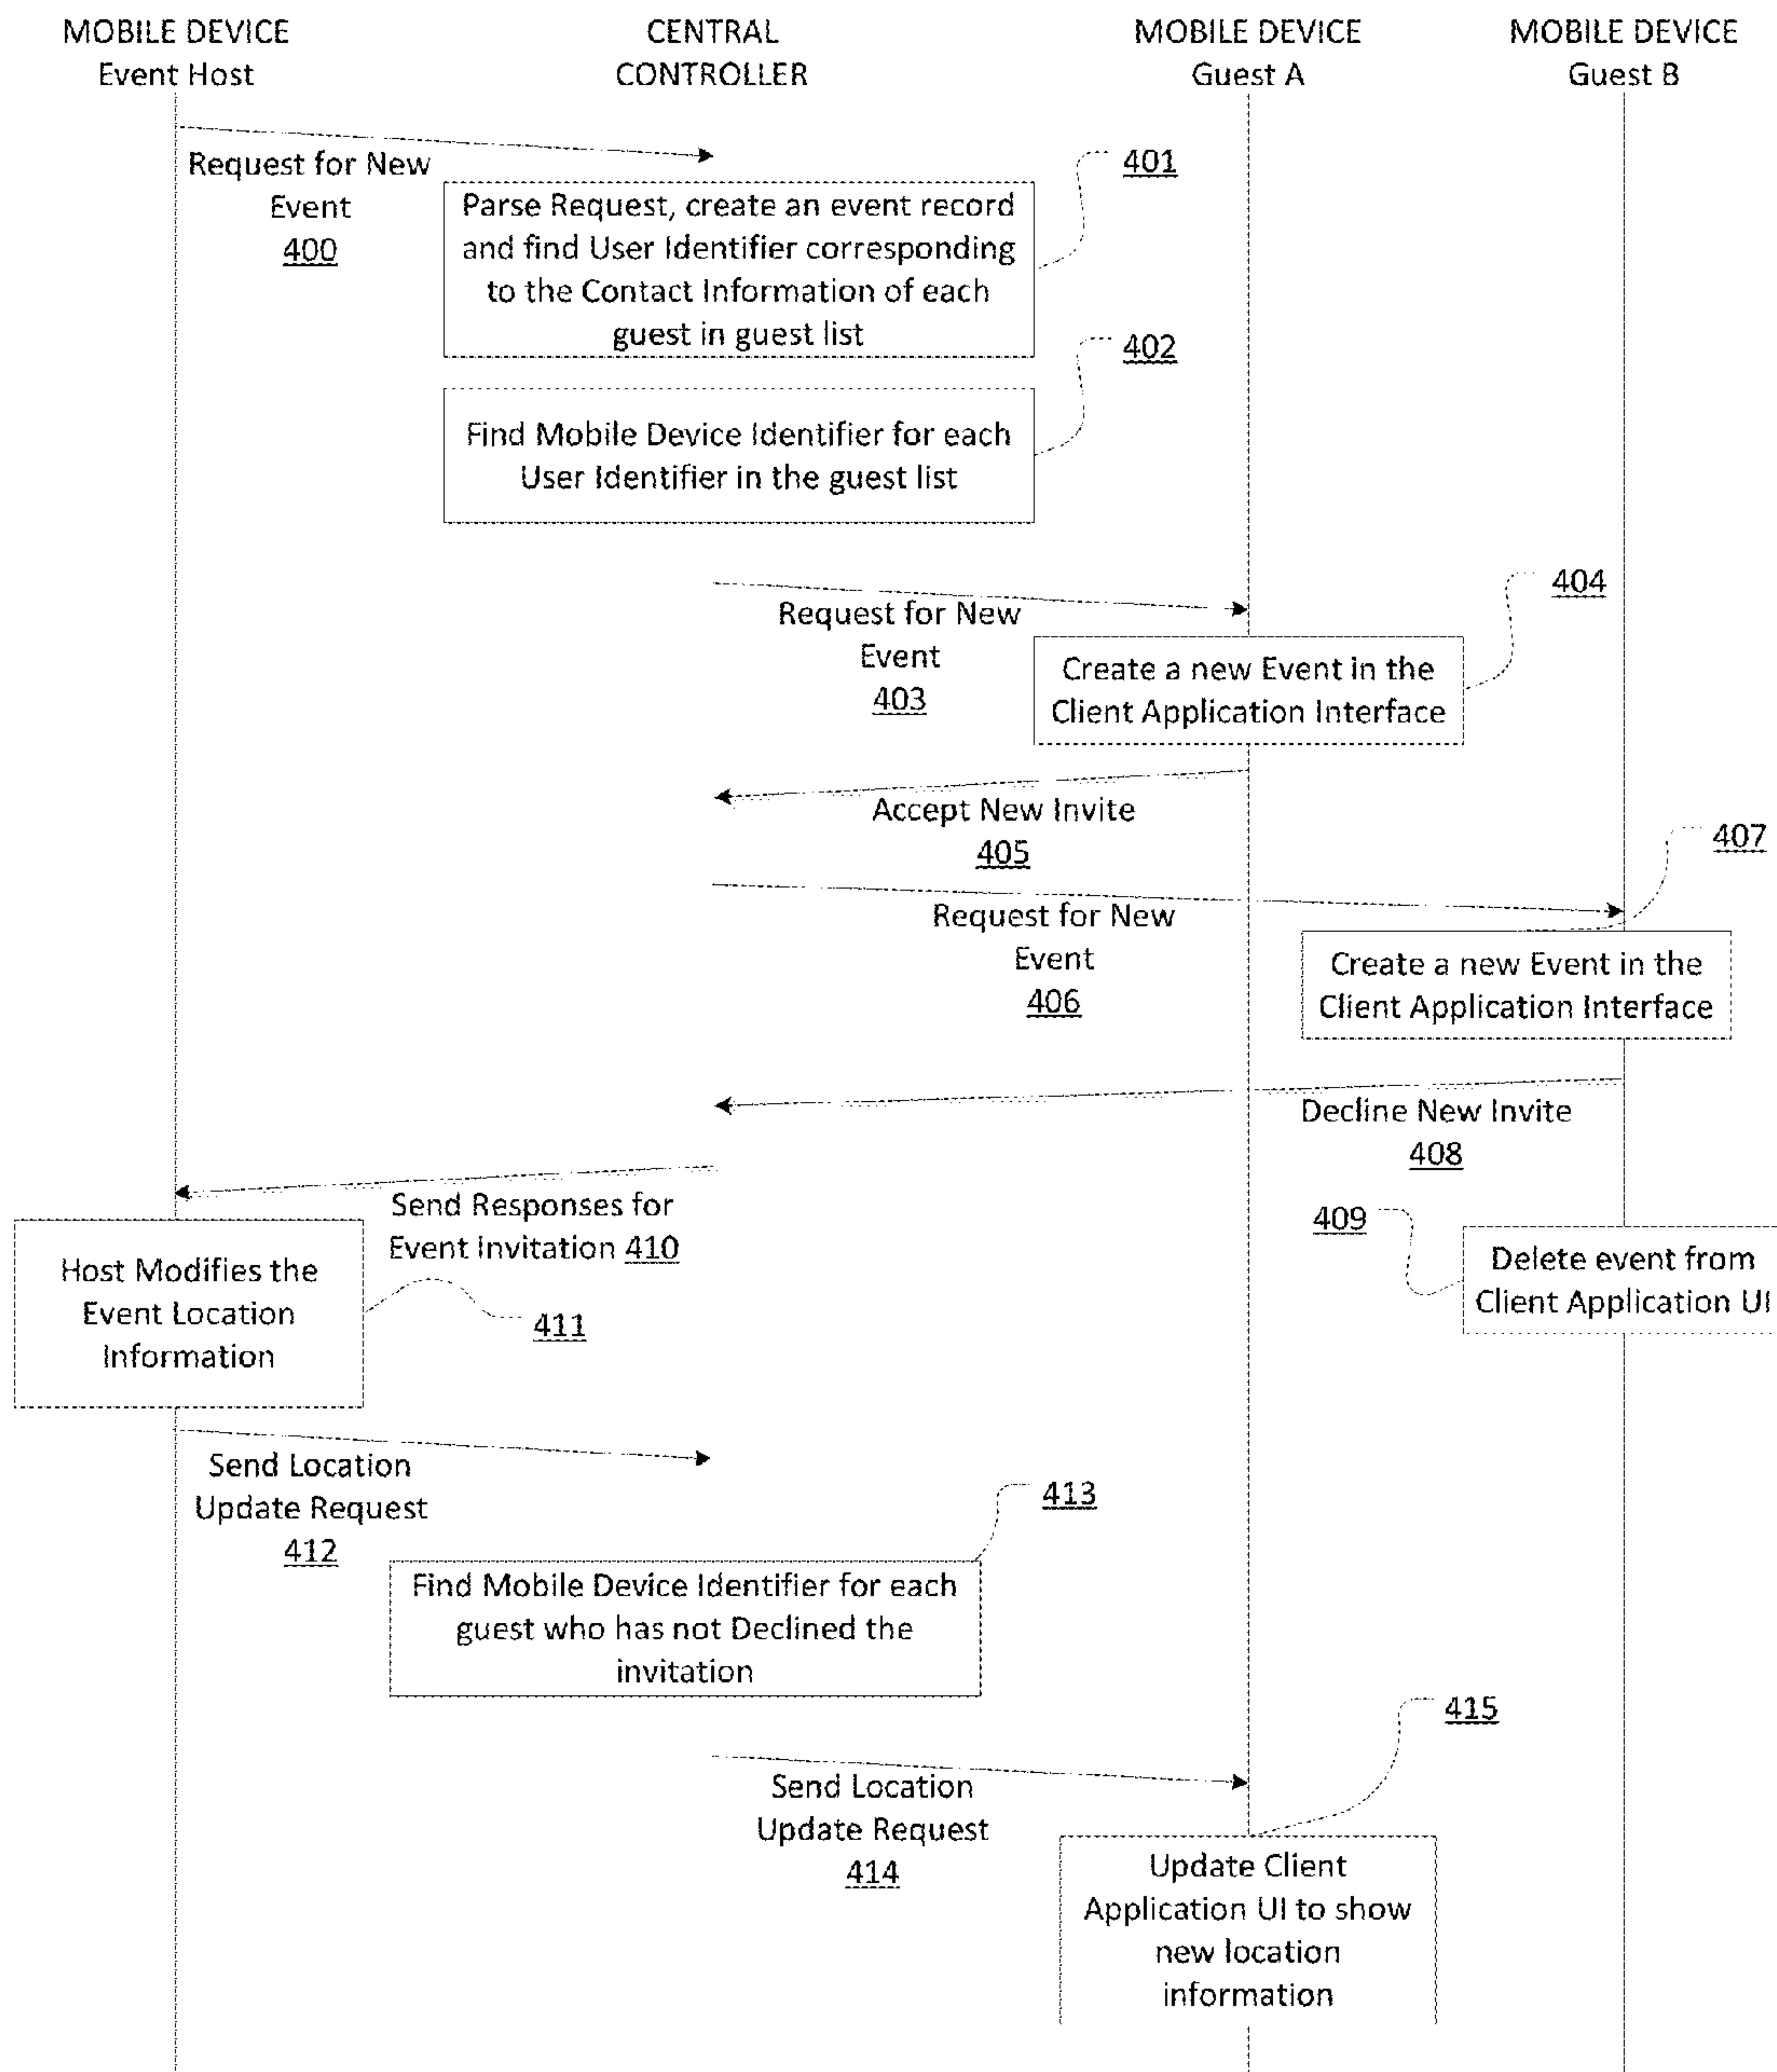 MOBILE DEVICE
Event Host
CENTRAL
CONTROLLER
MOBILE DEVICE
Guest A
MOBILE DEVICE
Guest B
Request for New
Event
400
401
Parse Request, create an event record
and find User Identifier corresponding
to the Contact Information of each
guest in guest list
402
Find Mobile Device Identifier for each
User Identifier in the guest list
Request for New
Event
403
404
Create a new Event in the
Client Application Interface
Accept New Invite
405
Request for New
Event
406
407
Create a new Event in the
Client Application Interface
Decline New Invite
408
409
Delete event from
Client Application UI
Send Responses for
Event Invitation 410
Host Modifies the
Event Location
Information
411
Send Location
Update Request
412
413
Find Mobile Device Identifier for each
guest who has not Declined the
invitation
Send Location
Update Request
414
415
Update Client
Application UI to show
new location
information